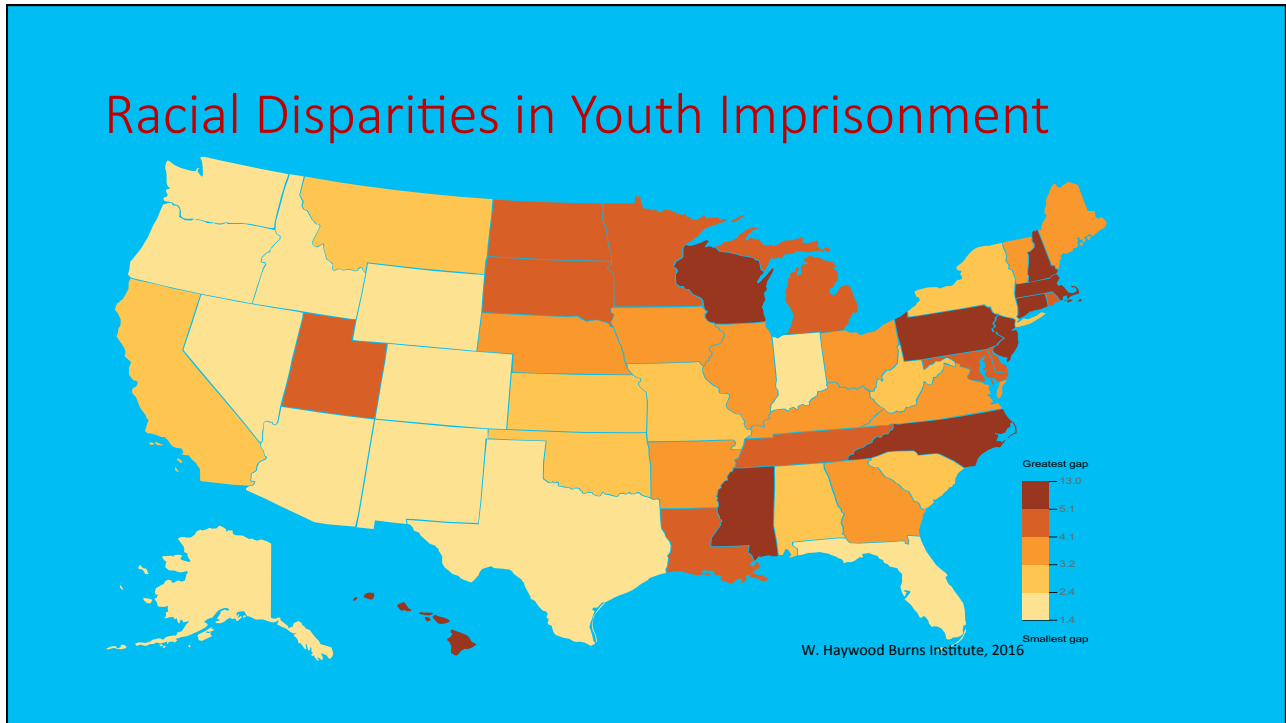 Racial Disparities in Youth Imprisonment
Greatest gap
13.0
5.1
4.1
3.2
2.4
1.4
Smallest gap
W. Haywood Burns Institute, 2016